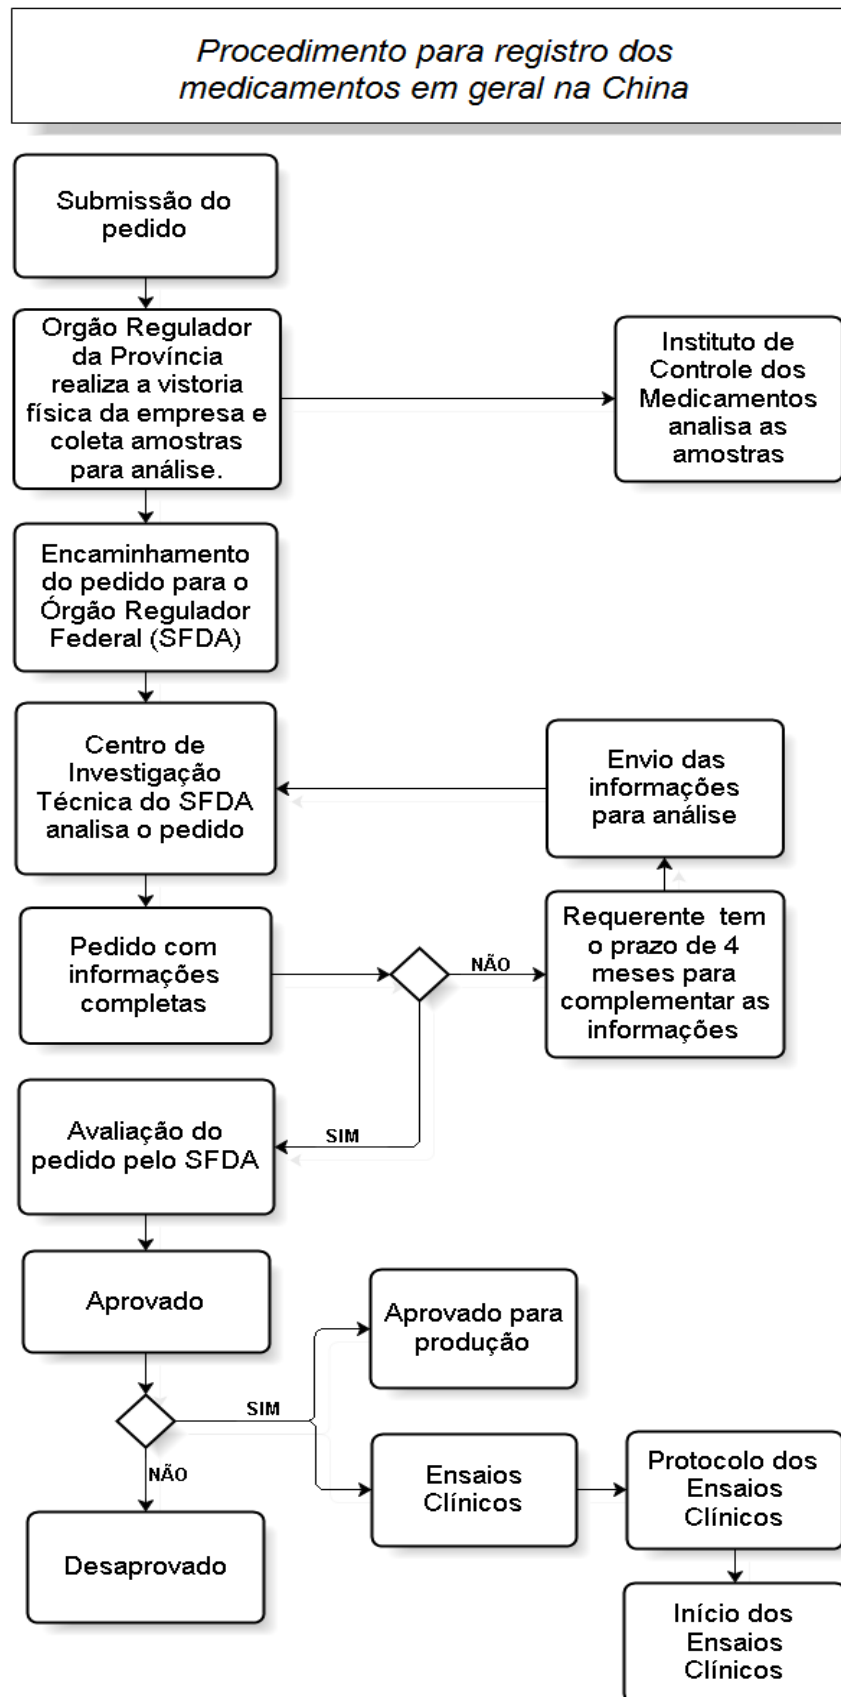 Procedimento para registro dos
medicamentos em geral na China
Submissão do
pedido
Orgão Regulador
da Província
realiza a vistoria
física da empresa e
coleta amostras
para análise.
Instituto de
Controle dos
Medicamentos
analisa as
amostras
Encaminhamento
do pedido para o
Órgão Regulador
Federal (SFDA)
Centro de
Investigação
Técnica do SFDA
analisa o pedido
Envio das
informações
para análise
Pedido com
informações
completas
NÃO
Requerente  tem
o prazo de 4
meses para
complementar as
informações
SIM
Avaliação do
pedido pelo SFDA
Aprovado
Aprovado para
produção
SIM
NÃO
Ensaios
Clínicos
Protocolo dos
Ensaios
Clínicos
Desaprovado
Início dos
Ensaios
Clínicos